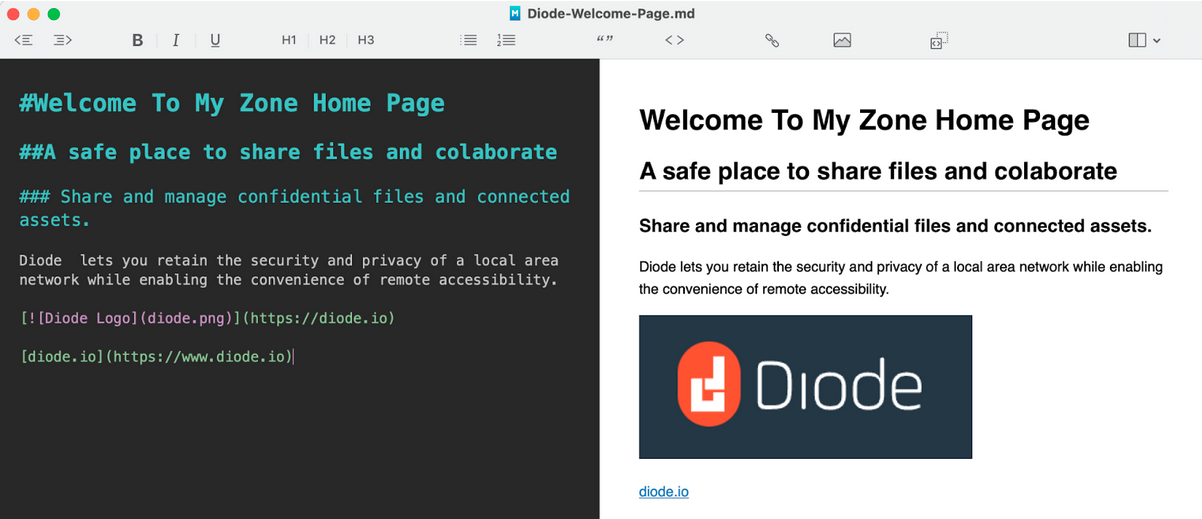 Diode-Welcome-Page.md
B I U H1 H2 H3 “” <>
#Welcome To My Zone Home Page
##A safe place to share files and colaborate
### Share and manage confidential files and connected
assets.
Diode  lets you retain the security and privacy of a local area
network while enabling the convenience of remote accessibility.
[![Diode Logo](diode.png)](https://diode.io)
[diode.io](https://www.diode.io)
Welcome To My Zone Home Page
A safe place to share files and colaborate
Share and manage confidential files and connected assets.
Diode lets you retain the security and privacy of a local area network while enabling
the convenience of remote accessibility.
Diode
diode.io